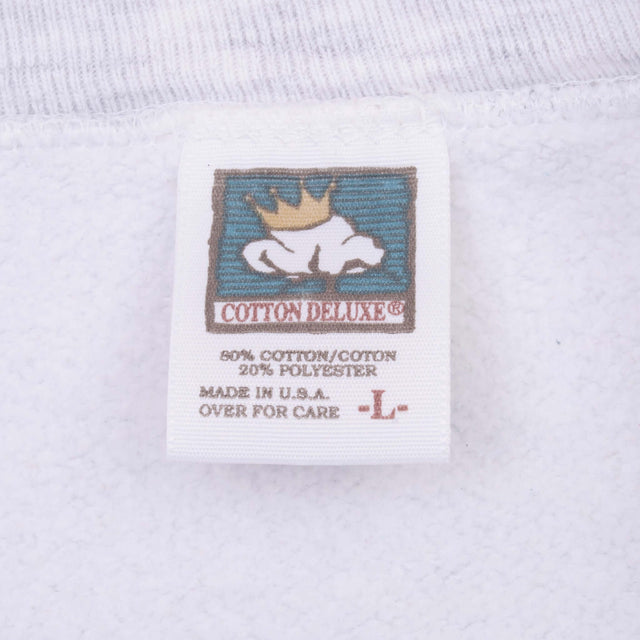 COTTON DELUXE®
80% COTTON/COTON
20% POLYESTER
MADE IN U.S.A.
OVER FOR CARE -L-